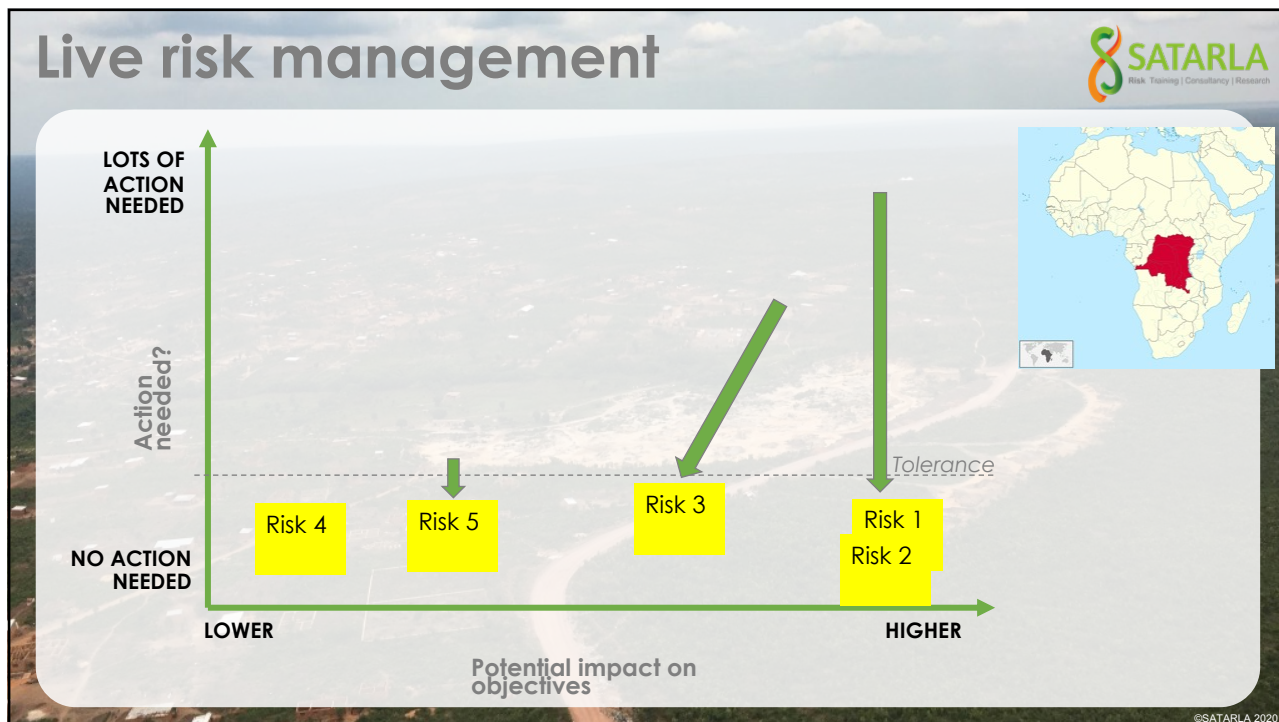 Live risk management
SATARLA
Risk Training | Consultancy | Research
LOTS OF
ACTION
NEEDED
Action
needed?
Tolerance
Risk 4
Risk 5
Risk 3
Risk 1
Risk 2
NO ACTION
NEEDED
LOWER
HIGHER
Potential impact on
objectives
©SATARLA 2020